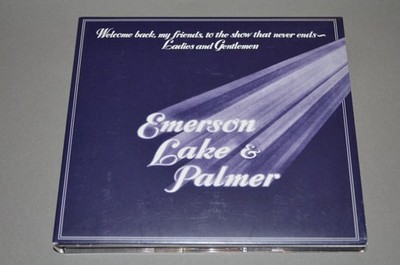 Welcome back, my friends, to the show that never ends~
Ladies and Gentlemen
Emerson
Lake &
Palmer